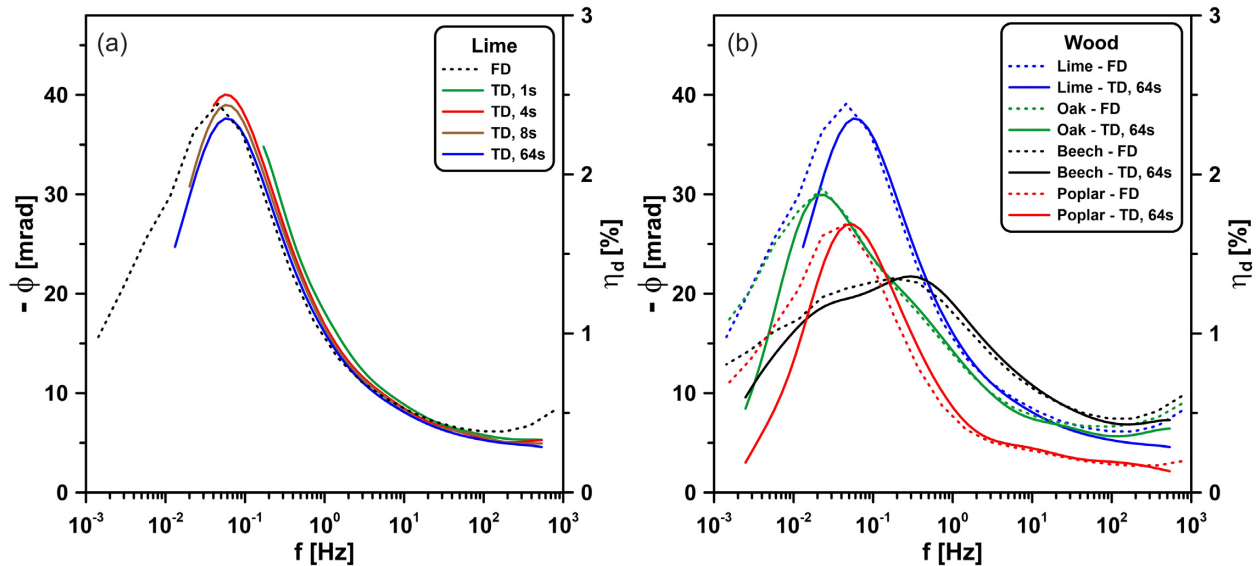 (a)
Lime
FD
TD, 1s
TD, 4s
TD, 8s
TD, 64s
- ϕ [mrad]
40
30
20
10
0
3
2
1
0
η_d [%]
10⁻³ 10⁻² 10⁻¹ 10⁰ 10¹ 10² 10³
f [Hz]
(b)
Wood
Lime - FD
Lime - TD, 64s
Oak - FD
Oak - TD, 64s
Beech - FD
Beech - TD, 64s
Poplar - FD
Poplar - TD, 64s
- ϕ [mrad]
40
30
20
10
0
3
2
1
0
η_d [%]
10⁻³ 10⁻² 10⁻¹ 10⁰ 10¹ 10² 10³
f [Hz]